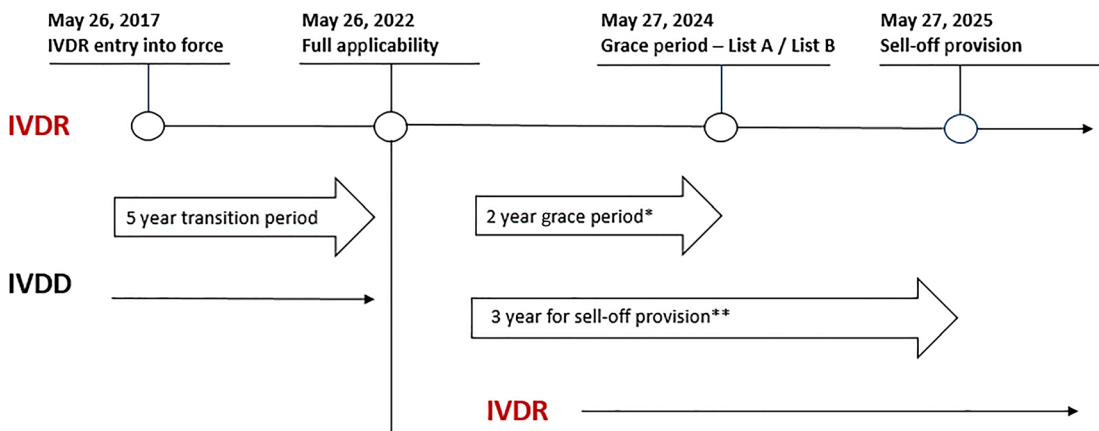 May 26, 2017
IVDR entry into force
May 26, 2022
Full applicability
May 27, 2024
Grace period – List A / List B
May 27, 2025
Sell-off provision
IVDR
5 year transition period
2 year grace period*
IVDD
3 year for sell-off provision**
IVDR